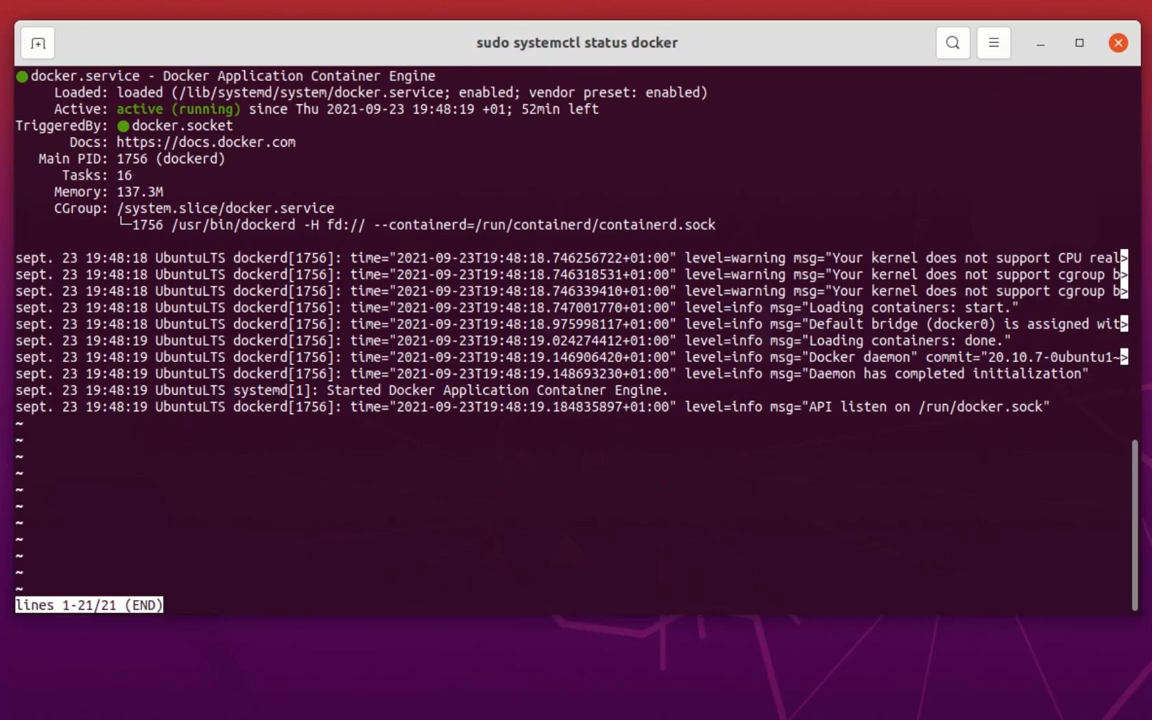 sudo systemctl status docker
● docker.service - Docker Application Container Engine
     Loaded: loaded (/lib/systemd/system/docker.service; enabled; vendor preset: enabled)
     Active: active (running) since Thu 2021-09-23 19:48:19 +01; 52min left
TriggeredBy: ● docker.socket
       Docs: https://docs.docker.com
   Main PID: 1756 (dockerd)
      Tasks: 16
     Memory: 137.3M
     CGroup: /system.slice/docker.service
             └─1756 /usr/bin/dockerd -H fd:// --containerd=/run/containerd/containerd.sock
sept. 23 19:48:18 UbuntuLTS dockerd[1756]: time="2021-09-23T19:48:18.746256722+01:00" level=warning msg="Your kernel does not support CPU real>
sept. 23 19:48:18 UbuntuLTS dockerd[1756]: time="2021-09-23T19:48:18.746318531+01:00" level=warning msg="Your kernel does not support cgroup b>
sept. 23 19:48:18 UbuntuLTS dockerd[1756]: time="2021-09-23T19:48:18.746339410+01:00" level=warning msg="Your kernel does not support cgroup b>
sept. 23 19:48:18 UbuntuLTS dockerd[1756]: time="2021-09-23T19:48:18.747001770+01:00" level=info msg="Loading containers: start."
sept. 23 19:48:18 UbuntuLTS dockerd[1756]: time="2021-09-23T19:48:18.975998117+01:00" level=info msg="Default bridge (docker0) is assigned wit>
sept. 23 19:48:19 UbuntuLTS dockerd[1756]: time="2021-09-23T19:48:19.024274412+01:00" level=info msg="Loading containers: done."
sept. 23 19:48:19 UbuntuLTS dockerd[1756]: time="2021-09-23T19:48:19.146906420+01:00" level=info msg="Docker daemon" commit="20.10.7-0ubuntu1~>
sept. 23 19:48:19 UbuntuLTS dockerd[1756]: time="2021-09-23T19:48:19.148693230+01:00" level=info msg="Daemon has completed initialization"
sept. 23 19:48:19 UbuntuLTS systemd[1]: Started Docker Application Container Engine.
sept. 23 19:48:19 UbuntuLTS dockerd[1756]: time="2021-09-23T19:48:19.184835897+01:00" level=info msg="API listen on /run/docker.sock"
~
~
~
~
~
~
~
~
~
~
~
lines 1-21/21 (END)